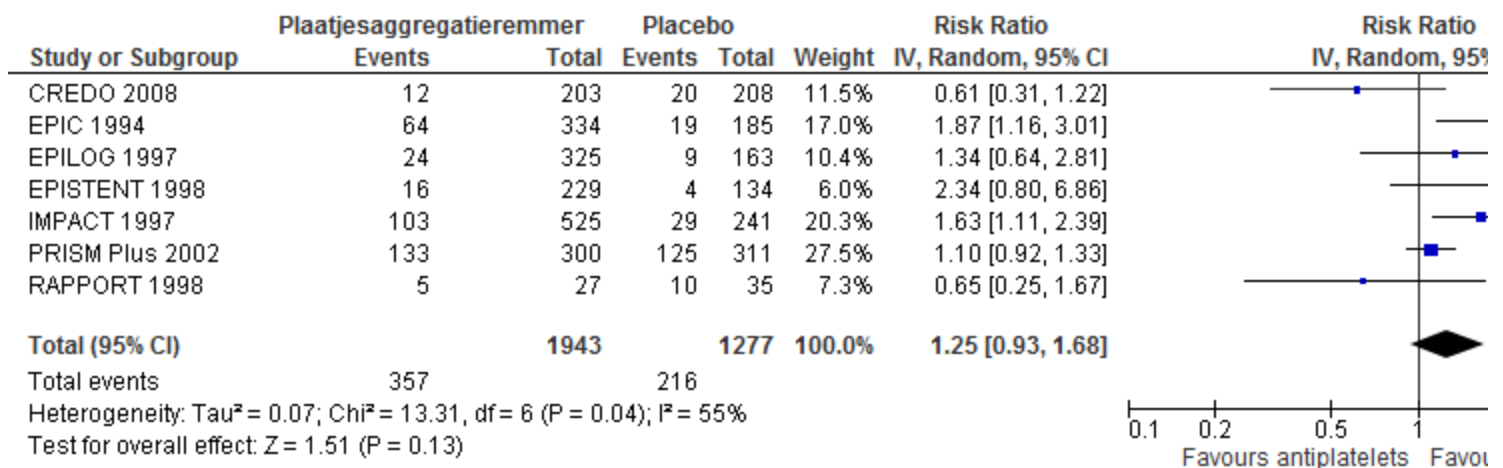 Plaatjesaggregatieremmer Placebo Risk Ratio Risk Ratio
Study or Subgroup Events Total Events Total Weight IV, Random, 95% CI IV, Random, 95%
CREDO 2008 12 203 20 208 11.5% 0.61 [0.31, 1.22]
EPIC 1994 64 334 19 185 17.0% 1.87 [1.16, 3.01]
EPILOG 1997 24 325 9 163 10.4% 1.34 [0.64, 2.81]
EPISTENT 1998 16 229 4 134 6.0% 2.34 [0.80, 6.86]
IMPACT 1997 103 525 29 241 20.3% 1.63 [1.11, 2.39]
PRISM Plus 2002 133 300 125 311 27.5% 1.10 [0.92, 1.33]
RAPPORT 1998 5 27 10 35 7.3% 0.65 [0.25, 1.67]
Total (95% CI) 1943 1277 100.0% 1.25 [0.93, 1.68]
Total events 357 216
Heterogeneity: Tau² = 0.07; Chi² = 13.31, df = 6 (P = 0.04); I² = 55%
Test for overall effect: Z = 1.51 (P = 0.13)
0.1 0.2 0.5 1
Favours antiplatelets Favou